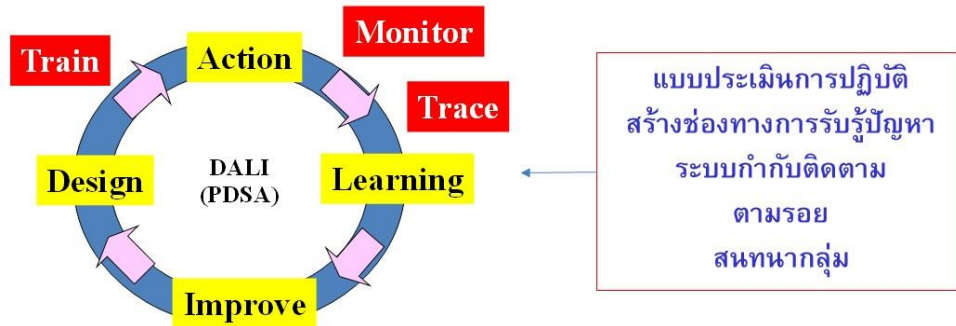 Train
Action
Monitor
Trace
Design
DALI
(PDSA)
Learning
Improve
แบบประเมินการปฏิบัติ
สร้างช่องทางการรับรู้ปัญหา
ระบบกำกับติดตาม
ตามรอย
สนทนากลุ่ม